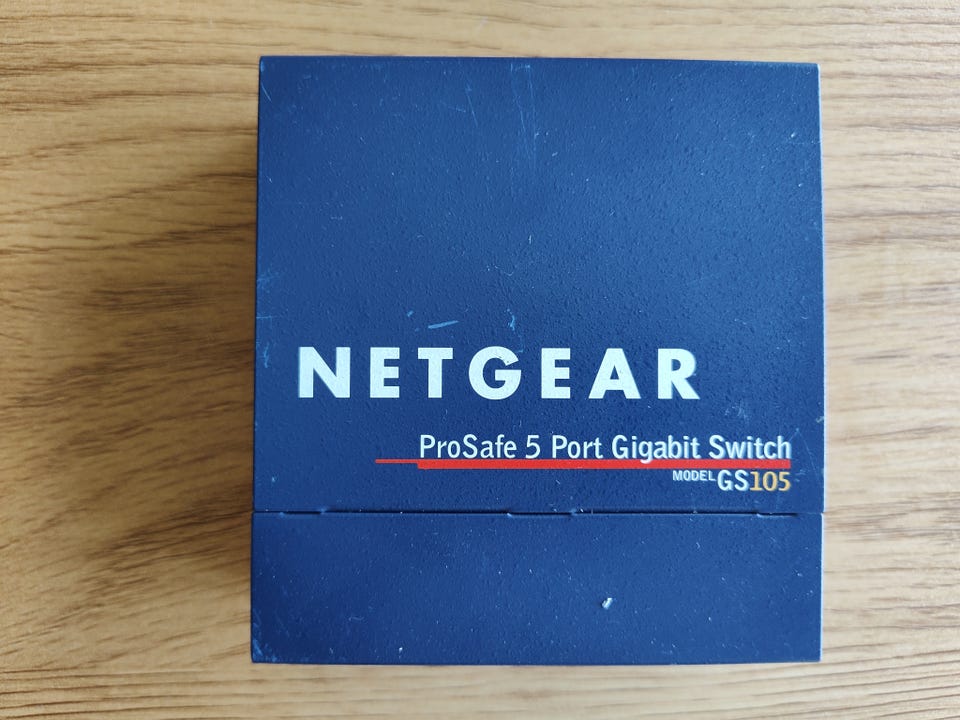 NETGEAR
ProSafe 5 Port Gigabit Switch
MODEL GS105